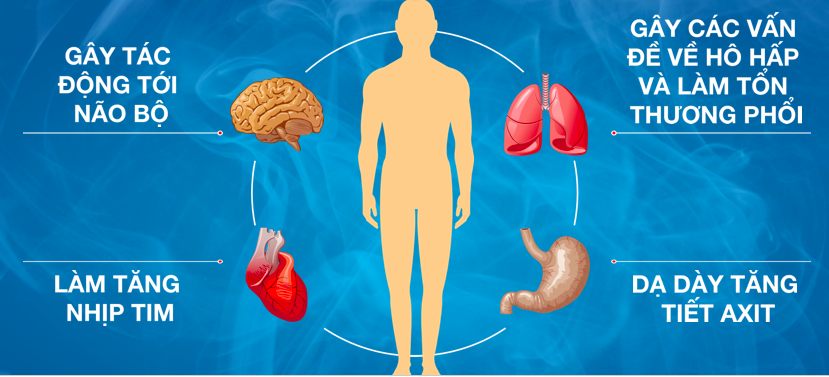 GÂY TÁC
ĐỘNG TỚI
NÃO BỘ
GÂY CÁC VẤN
ĐỀ VỀ HÔ HẤP
VÀ LÀM TỔN
THƯƠNG PHỔI
LÀM TĂNG
NHỊP TIM
DẠ DÀY TĂNG
TIẾT AXIT